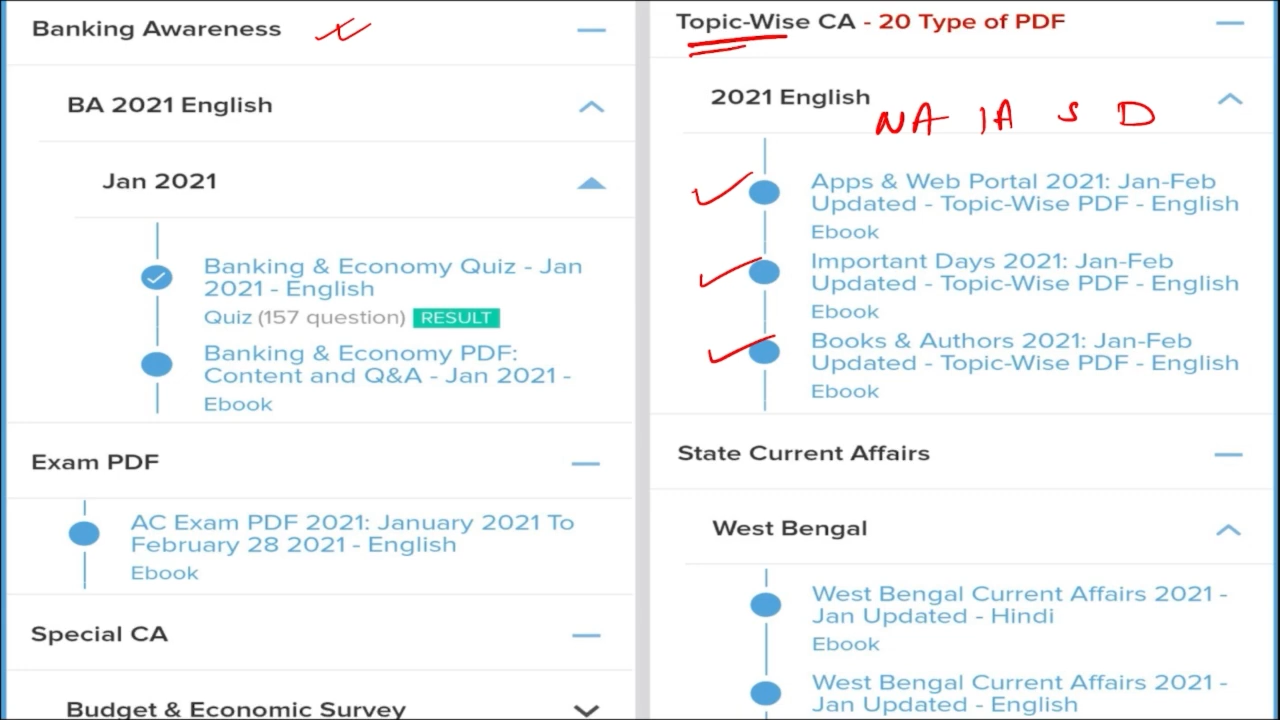 Banking Awareness
BA 2021 English
Jan 2021
Banking & Economy Quiz - Jan
2021 - English
Quiz (157 question) RESULT
Banking & Economy PDF:
Content and Q&A - Jan 2021 -
Ebook
Exam PDF
AC Exam PDF 2021: January 2021 To
February 28 2021 - English
Ebook
Special CA
Budget & Economic Survey
Topic-Wise CA - 20 Type of PDF
2021 English
NA IA S D
Apps & Web Portal 2021: Jan-Feb
Updated - Topic-Wise PDF - English
Ebook
Important Days 2021: Jan-Feb
Updated - Topic-Wise PDF - English
Ebook
Books & Authors 2021: Jan-Feb
Updated - Topic-Wise PDF - English
Ebook
State Current Affairs
West Bengal
West Bengal Current Affairs 2021 -
Jan Updated - Hindi
Ebook
West Bengal Current Affairs 2021 -
Jan Updated - English